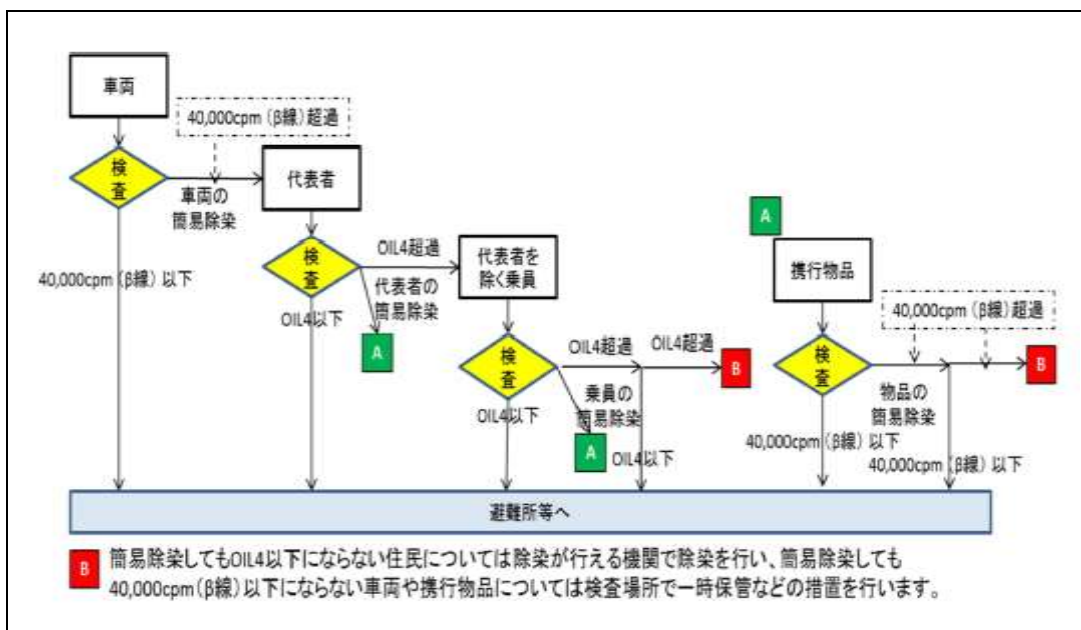 車両
40,000cpm(β線)超過
検査
車両の
簡易除染
代表者
40,000cpm(β線)以下
検査
OIL4超過
代表者の
簡易除染
A
OIL4以下
代表者を
除く乗員
検査
OIL4超過
OIL4超過
B
乗員の
簡易除染
A
OIL4以下
OIL4以下
A
携行物品
40,000cpm(β線)超過
検査
B
物品の
簡易除染
40,000cpm(β線)以下
40,000cpm(β線)以下
避難所等へ
B
簡易除染してもOIL4以下にならない住民については除染が行える機関で除染を行い、簡易除染しても
40,000cpm(β線)以下にならない車両や携行物品については検査場所で一時保管などの措置を行います。